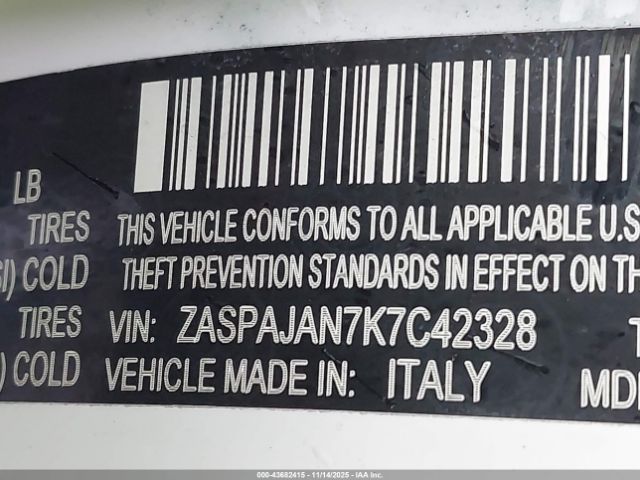 LB
TIRES
THIS VEHICLE CONFORMS TO ALL APPLICABLE U.S
SI) COLD
THEFT PREVENTION STANDARDS IN EFFECT ON TH
TIRES
VIN: ZASPAJAN7K7C42328
) COLD
VEHICLE MADE IN: ITALY
000-43682415 — 11/14/2025 — IAA Inc.